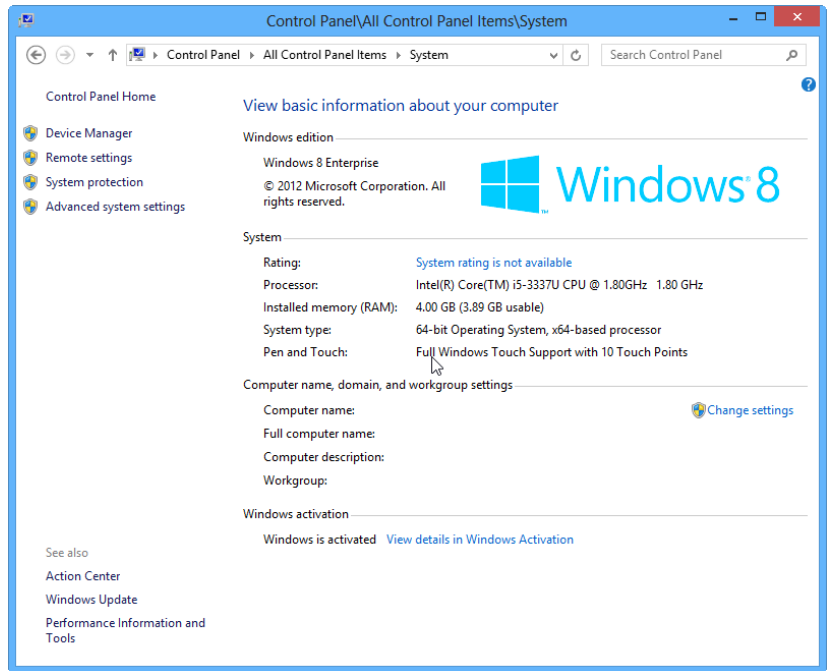 Control Panel\All Control Panel Items\System
Control Panel
All Control Panel Items
System
Search Control Panel
Control Panel Home
Device Manager
Remote settings
System protection
Advanced system settings
See also
Action Center
Windows Update
Performance Information and
Tools
View basic information about your computer
Windows edition
Windows 8 Enterprise
© 2012 Microsoft Corporation. All
rights reserved.
Windows 8
System
Rating: System rating is not available
Processor: Intel(R) Core(TM) i5-3337U CPU @ 1.80GHz 1.80 GHz
Installed memory (RAM): 4.00 GB (3.89 GB usable)
System type: 64-bit Operating System, x64-based processor
Pen and Touch: Full Windows Touch Support with 10 Touch Points
Computer name, domain, and workgroup settings
Computer name: Change settings
Full computer name:
Computer description:
Workgroup:
Windows activation
Windows is activated View details in Windows Activation